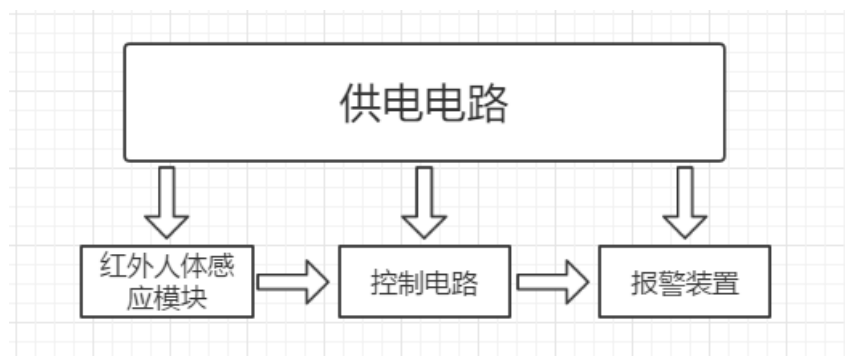 供电电路
红外人体感
应模块
控制电路
报警装置